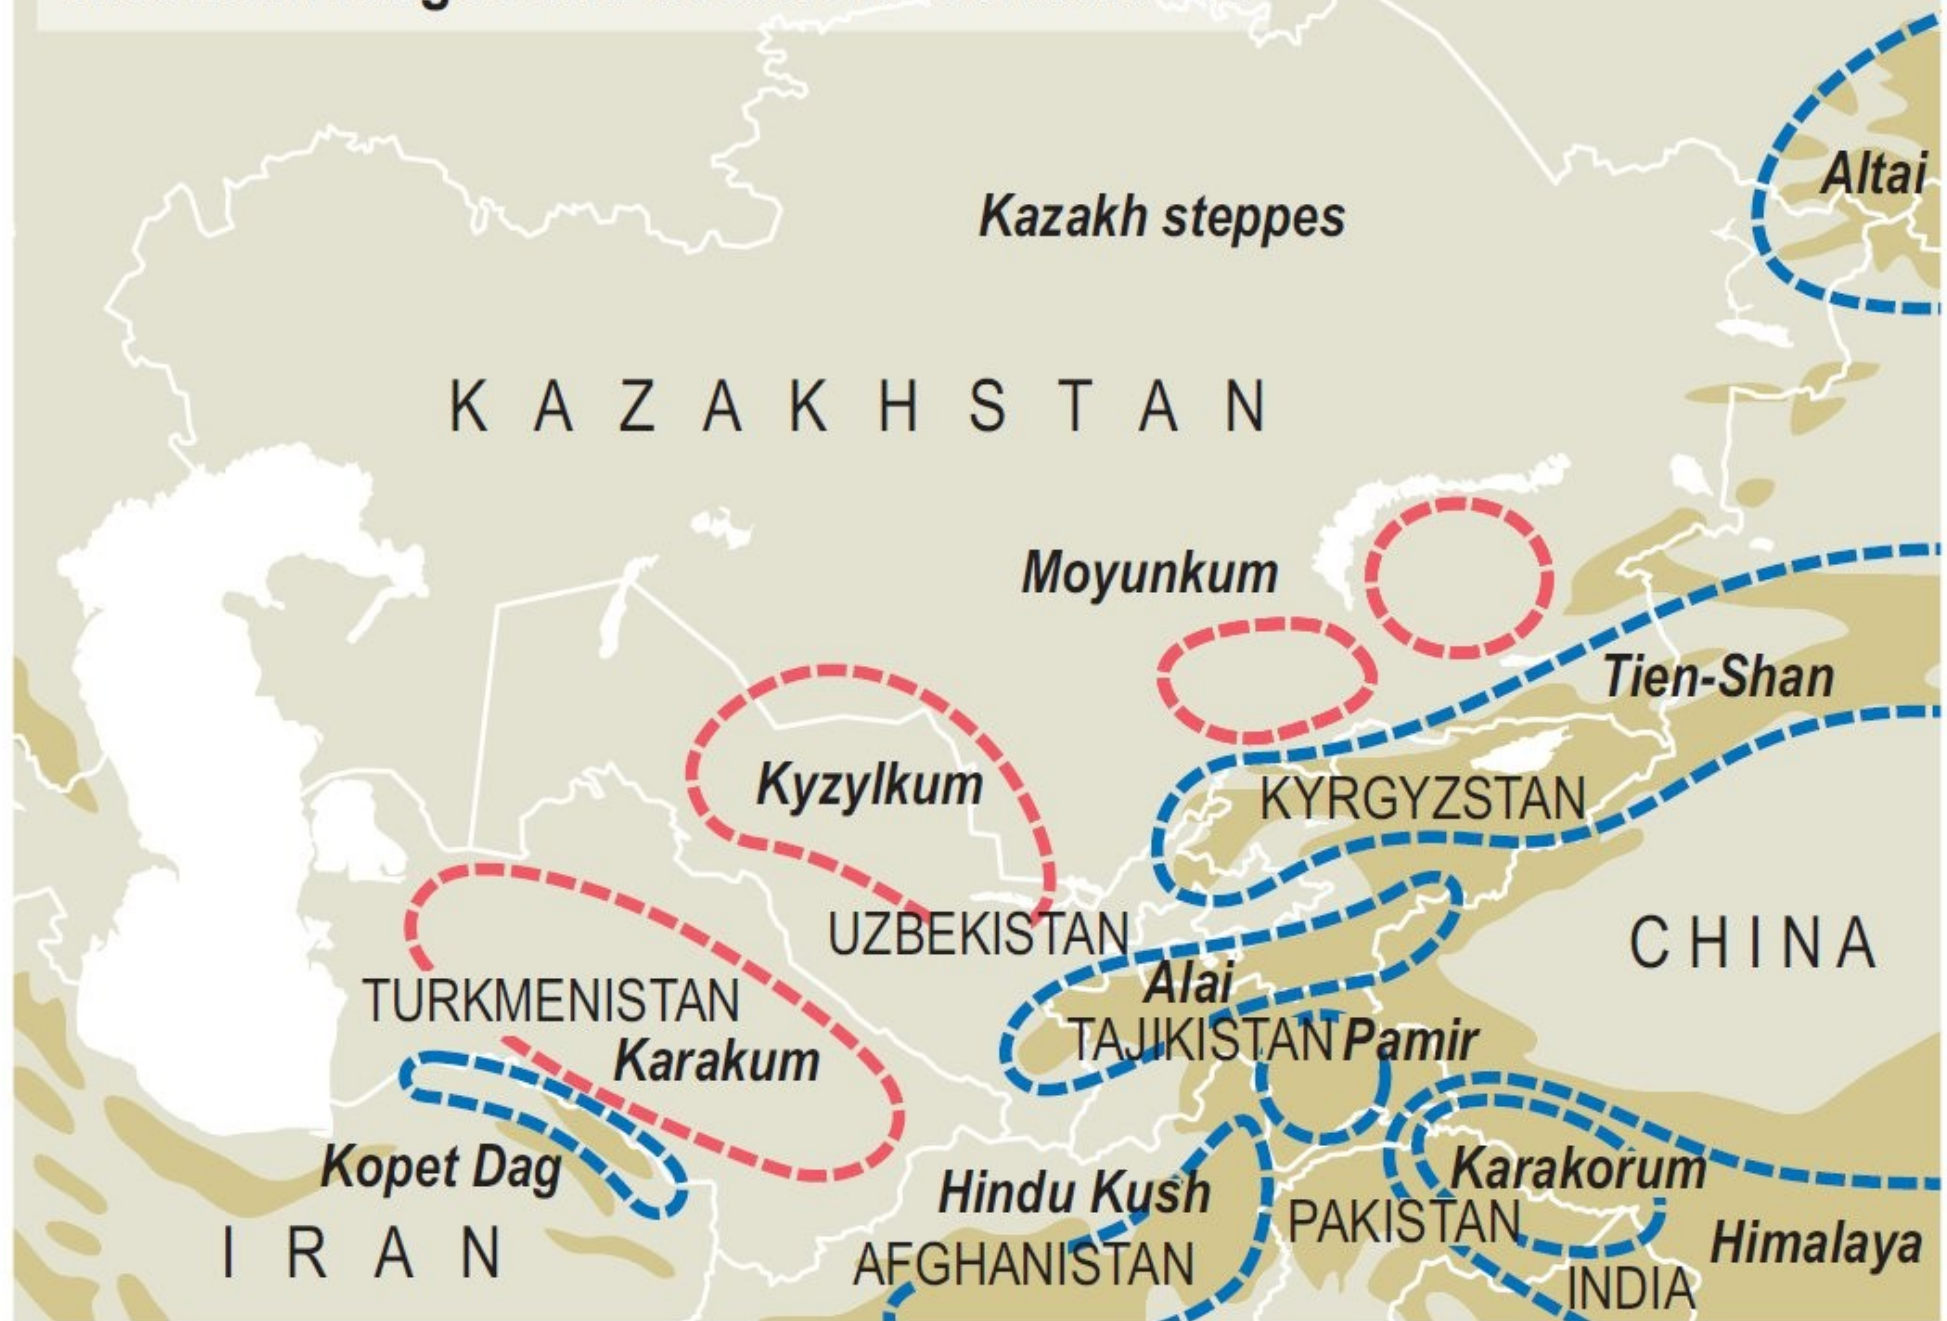 Altai
Kazakh steppes
KAZAKHSTAN
Moyunkum
Tien-Shan
Kyzylkum
KYRGYZSTAN
UZBEKISTAN
CHINA
Alai
TURKMENISTAN
TAJIKISTAN
Pamir
Karakum
Kopet Dag
Karakorum
Hindu Kush
PAKISTAN
Himalaya
IRAN
AFGHANISTAN
INDIA